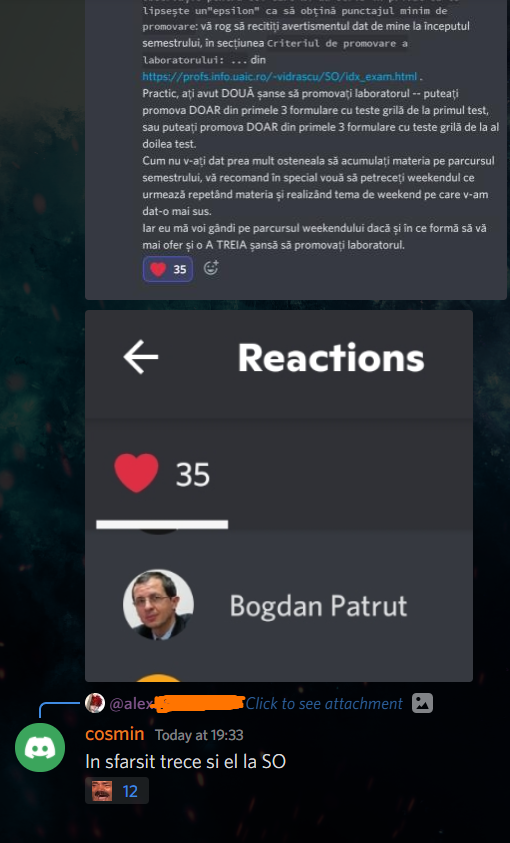 lipsește un"epsilon" ca să obțină punctajul minim de
promovare: vă rog să recitiți avertismentul dat de mine la începutul
semestrului, în secțiunea Criteriul de promovare a
laboratorului: ... din
https://profs.info.uaic.ro/~vidrascu/SO/idx_exam.html .
Practic, ați avut DOUĂ șanse să promovați laboratorul -- puteați
promova DOAR din primele 3 formulare cu teste grilă de la primul test,
sau puteați promova DOAR din primele 3 formulare cu teste grilă de la al
doilea test.
Cum nu v-ați dat prea mult osteneala să acumulați materia pe parcursul
semestrului, vă recomand în special vouă să petreceți weekendul ce
urmează repetând materia și realizând tema de weekend pe care v-am
dat-o mai sus.
Iar eu mă voi gândi pe parcursul weekendului dacă și în ce formă să vă
mai ofer și o A TREIA șansă să promovați laboratorul.
35
Reactions
35
Bogdan Patrut
@alex Click to see attachment
cosmin Today at 19:33
In sfarsit trece si el la SO
12